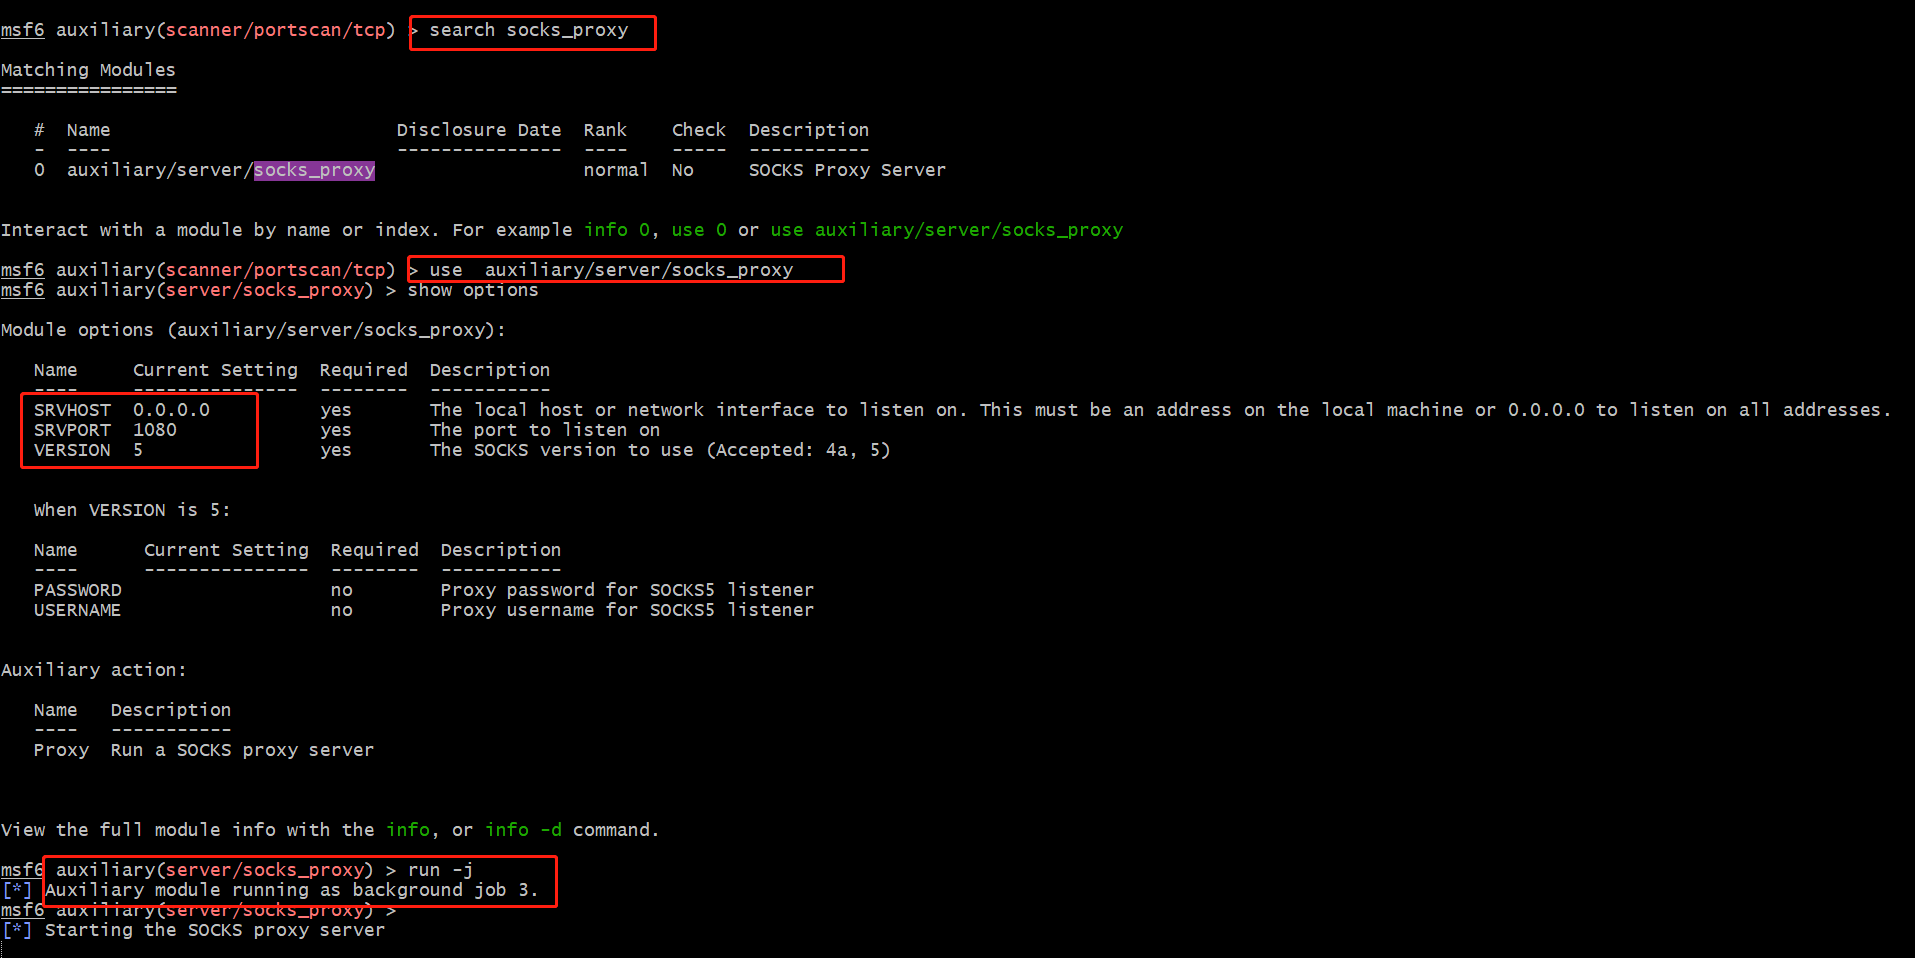 msf6 auxiliary(scanner/portscan/tcp) > search socks_proxy
Matching Modules
================
#  Name                              Disclosure Date  Rank    Check  Description
-  ----                              ---------------  ----    -----  -----------
0  auxiliary/server/socks_proxy                       normal  No     SOCKS Proxy Server
Interact with a module by name or index. For example info 0, use 0 or use auxiliary/server/socks_proxy
msf6 auxiliary(scanner/portscan/tcp) > use  auxiliary/server/socks_proxy
msf6 auxiliary(server/socks_proxy) > show options
Module options (auxiliary/server/socks_proxy):
Name     Current Setting  Required  Description
----     ---------------  --------  -----------
SRVHOST  0.0.0.0          yes       The local host or network interface to listen on. This must be an address on the local machine or 0.0.0.0 to listen on all addresses.
SRVPORT  1080             yes       The port to listen on
VERSION  5                yes       The SOCKS version to use (Accepted: 4a, 5)
When VERSION is 5:
Name      Current Setting  Required  Description
----      ---------------  --------  -----------
PASSWORD                   no        Proxy password for SOCKS5 listener
USERNAME                   no        Proxy username for SOCKS5 listener
Auxiliary action:
Name   Description
----   -----------
Proxy  Run a SOCKS proxy server
View the full module info with the info, or info -d command.
msf6 auxiliary(server/socks_proxy) > run -j
[*] Auxiliary module running as background job 3.
msf6 auxiliary(server/socks_proxy) >
[*] Starting the SOCKS proxy server